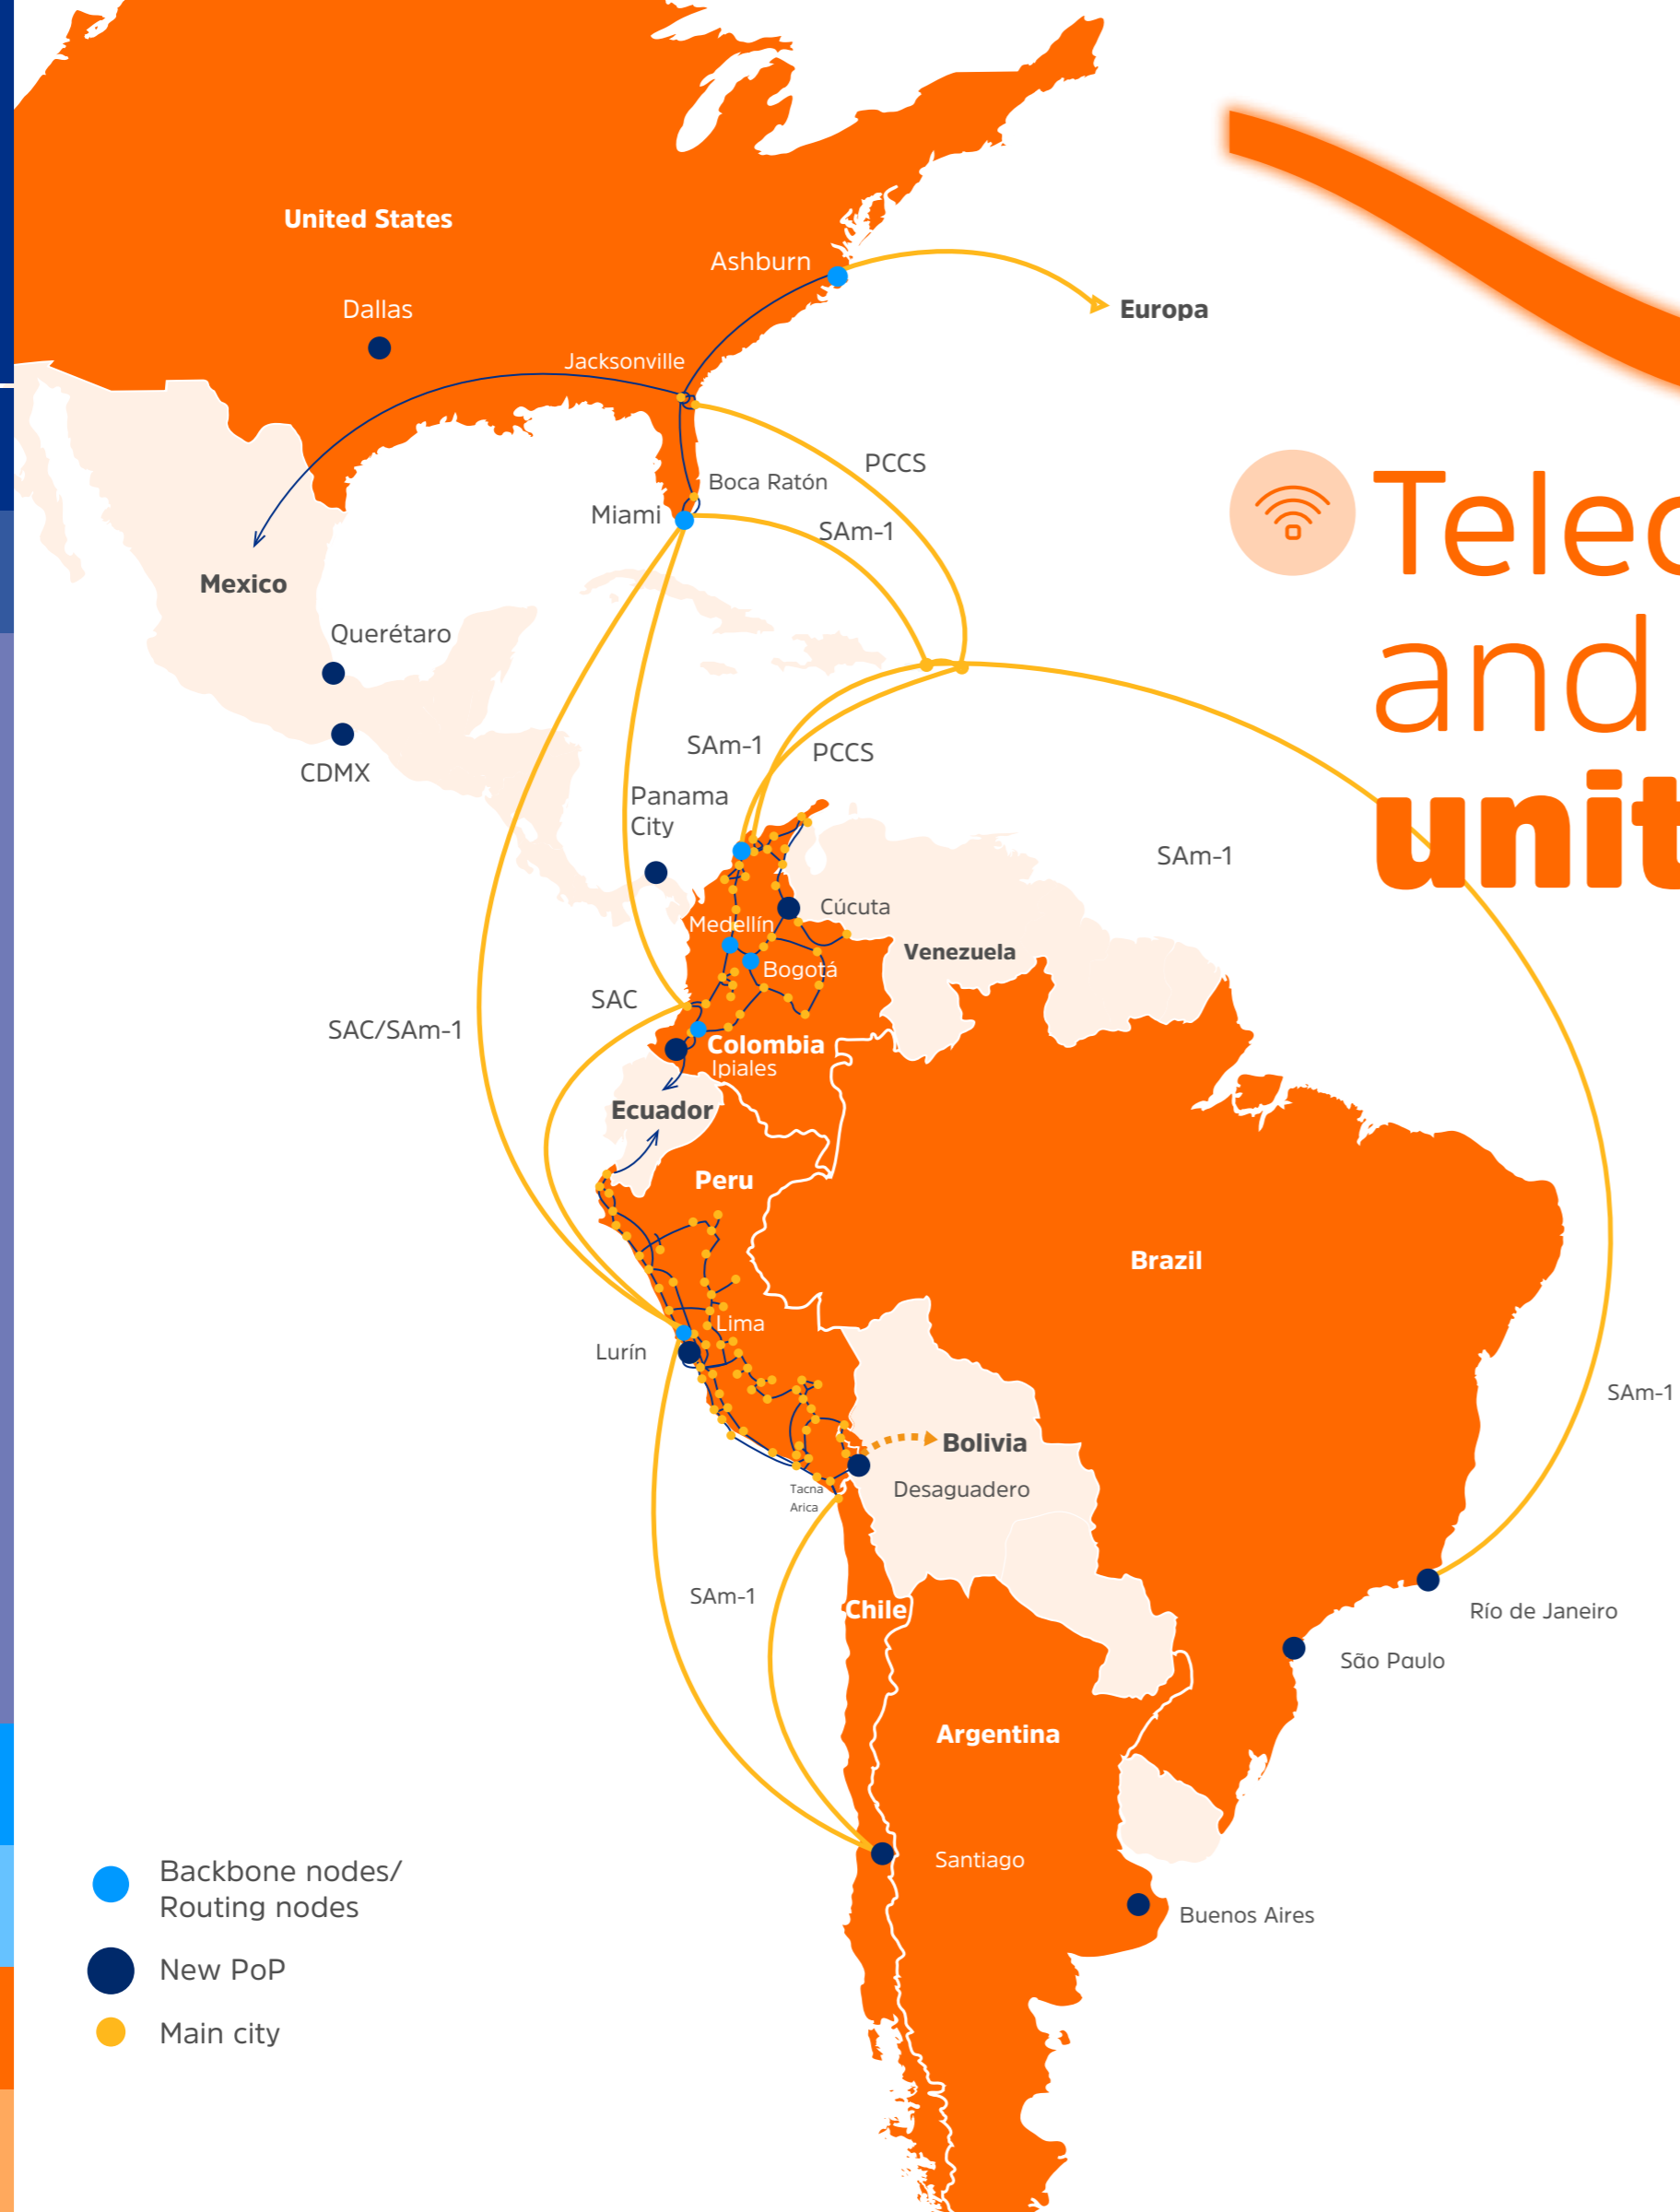 United States
Ashburn
Europa
Dallas
Jacksonville
PCCS
Boca Ratón
Miami
SAm-1
Mexico
Querétaro
CDMX
SAm-1
PCCS
Panama
City
SAm-1
Cúcuta
Medellín
Venezuela
Bogotá
SAC
SAC/SAm-1
Colombia
Ipiales
Ecuador
Peru
Brazil
Lima
Lurín
SAm-1
Bolivia
Desaguadero
Tacna
Arica
SAm-1
Chile
Río de Janeiro
São Paulo
Argentina
Santiago
Buenos Aires
Backbone nodes/
Routing nodes
New PoP
Main city
and
unit